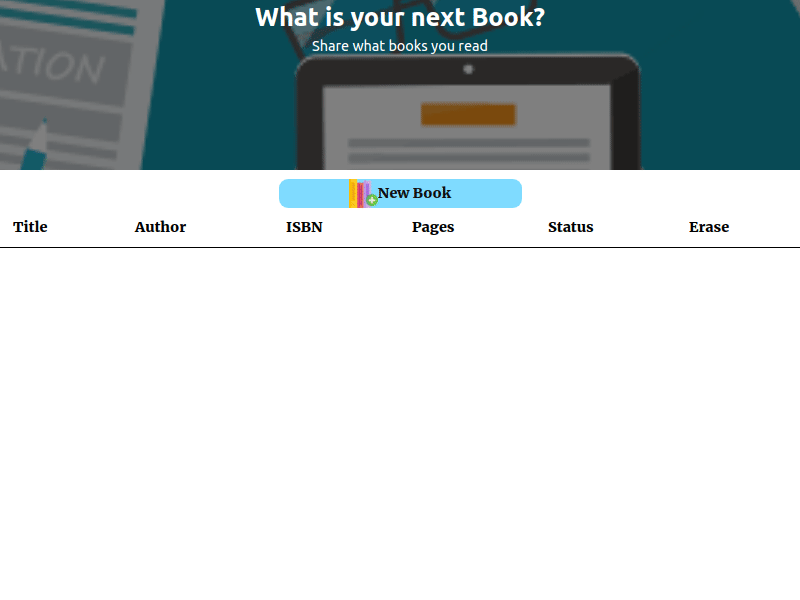 What is your next Book?
Share what books you read
ATION
New Book
Title Author ISBN Pages Status Erase